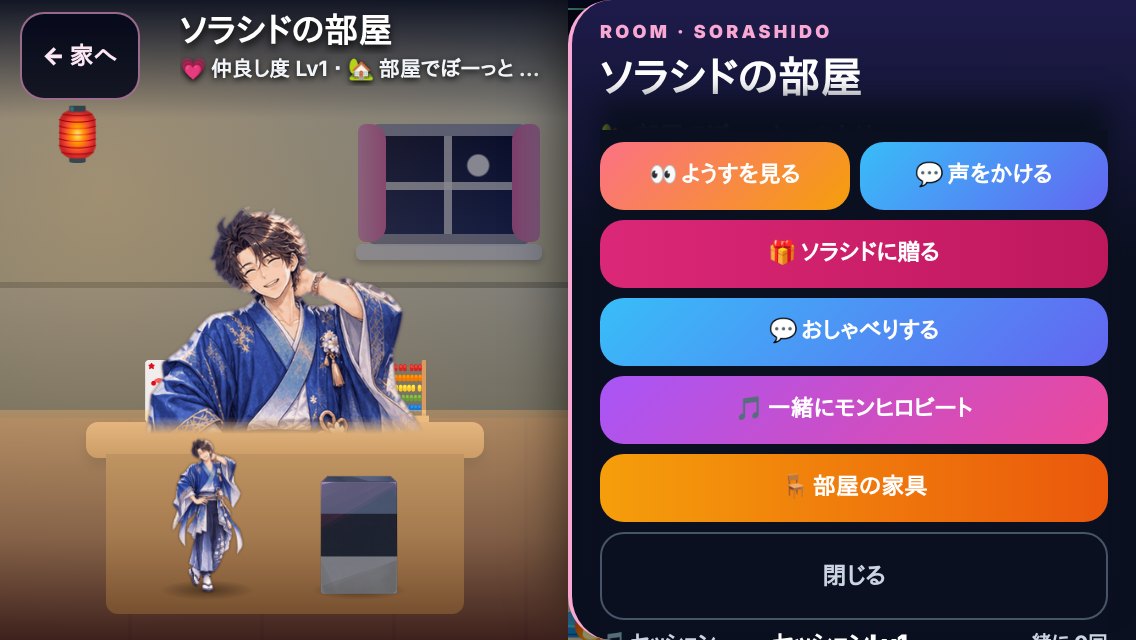 ← 家へ
ソラシドの部屋
💗 仲良し度 Lv1 · 🏡 部屋でぼーっと ...
ROOM · SORASHIDO
ソラシドの部屋
👀 ようすを見る
💬 声をかける
🎁 ソラシドに贈る
💬 おしゃべりする
🎵 一緒にモンヒロビート
🪑 部屋の家具
閉じる